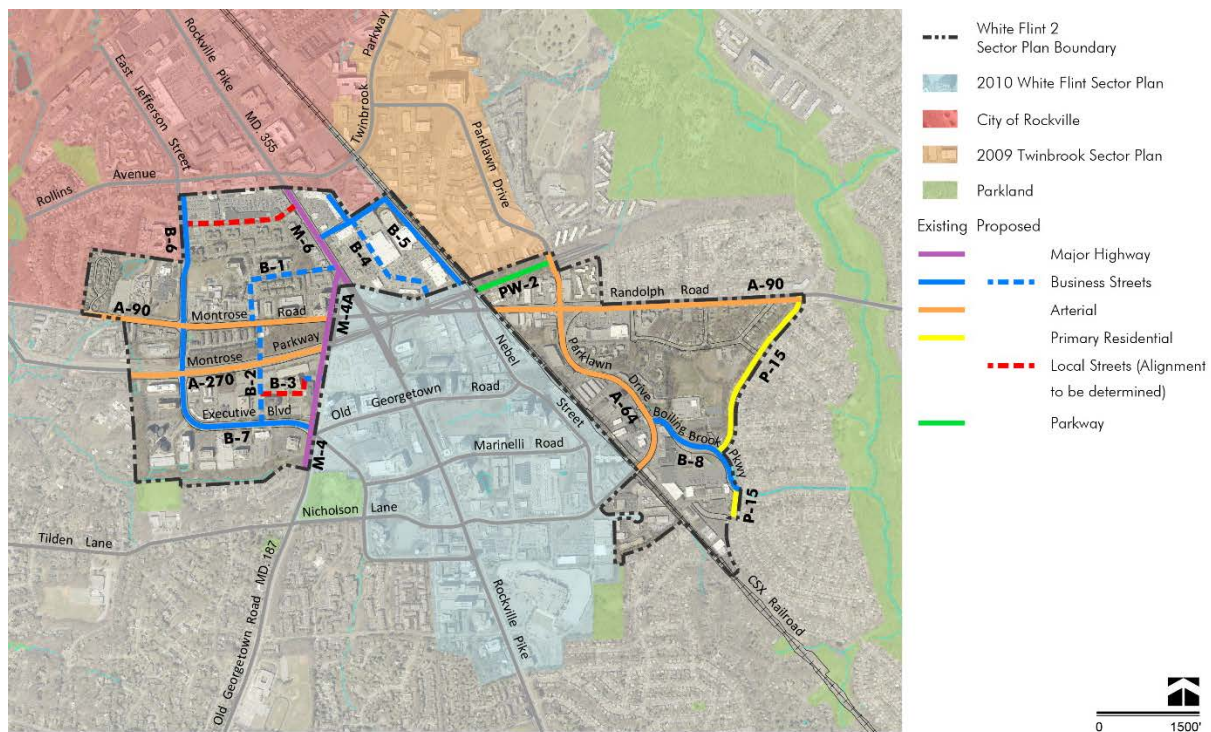 Rockville Pike
MD. 355
East Jefferson Street
Twinbrook Parkway
Parklawn Drive
Rollins Avenue
B-6
M-6
B-4
B-5
B-1
PW-2
A-90
Montrose Road
M-4A
Randolph Road
A-90
Montrose Parkway
A-270
B-2
B-3
Nebel Street
Parklawn Drive
A-64
P-15
Executive Blvd
B-7
Old Georgetown Road
Boiling Brook Pkwy
B-8
Marinelli Road
M-4
P-15
Nicholson Lane
Tilden Lane
Old Georgetown Road MD.187
Rockville Pike
CSX Railroad
White Flint 2
Sector Plan Boundary
2010 White Flint Sector Plan
City of Rockville
2009 Twinbrook Sector Plan
Parkland
Existing Proposed
Major Highway
Business Streets
Arterial
Primary Residential
Local Streets (Alignment
to be determined)
Parkway
0 1500'